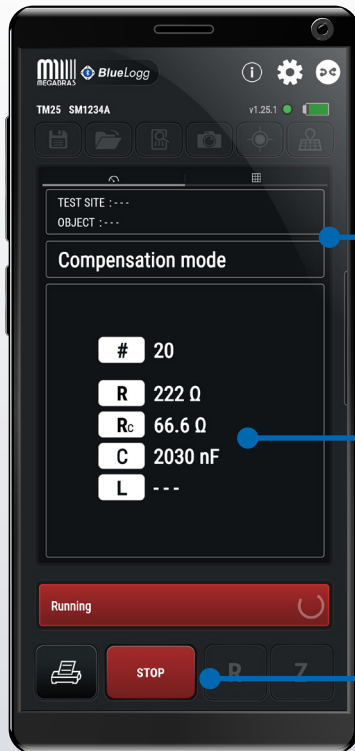 MEGABRAS
BlueLogg
i
TM25 SM1234A
v1.25.1
TEST SITE :---
OBJECT :---
Compensation mode
# 20
R 222 Ω
Rc 66.6 Ω
C 2030 nF
L ---
Running
STOP
R
Z